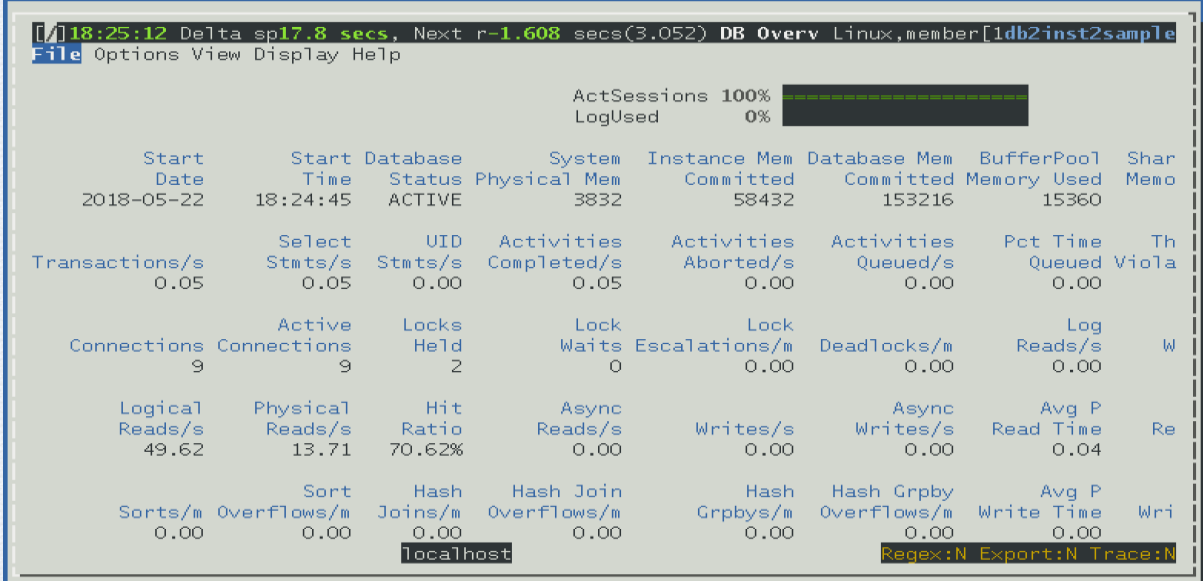 [/]18:25:12 Delta sp17.8 secs, Next r-1.608 secs(3.052) DB Overv Linux,member[1db2inst2sample
File Options View Display Help
ActSessions 100% ====================
LogUsed 0%
Start Start Database System Instance Mem Database Mem BufferPool Shar
Date Time Status Physical Mem Committed Committed Memory Used Memo
2018-05-22 18:24:45 ACTIVE 3832 58432 153216 15360
Select UID Activities Activities Activities Pct Time Th
Transactions/s Stmts/s Stmts/s Completed/s Aborted/s Queued/s Queued Viola
0.05 0.05 0.00 0.05 0.00 0.00 0.00
Active Locks Lock Lock Log
Connections Connections Held Waits Escalations/m Deadlocks/m Reads/s W
9 9 2 0 0.00 0.00 0.00
Logical Physical Hit Async Async Avg P
Reads/s Reads/s Ratio Reads/s Writes/s Writes/s Read Time Re
49.62 13.71 70.62% 0.00 0.00 0.00 0.04
Sort Hash Hash Join Hash Hash Grpby Avg P
Sorts/m Overflows/m Joins/m Overflows/m Grpbys/m Overflows/m Write Time Wri
0.00 0.00 0.00 0.00 0.00 0.00 0.00
localhost Regex:N Export:N Trace:N